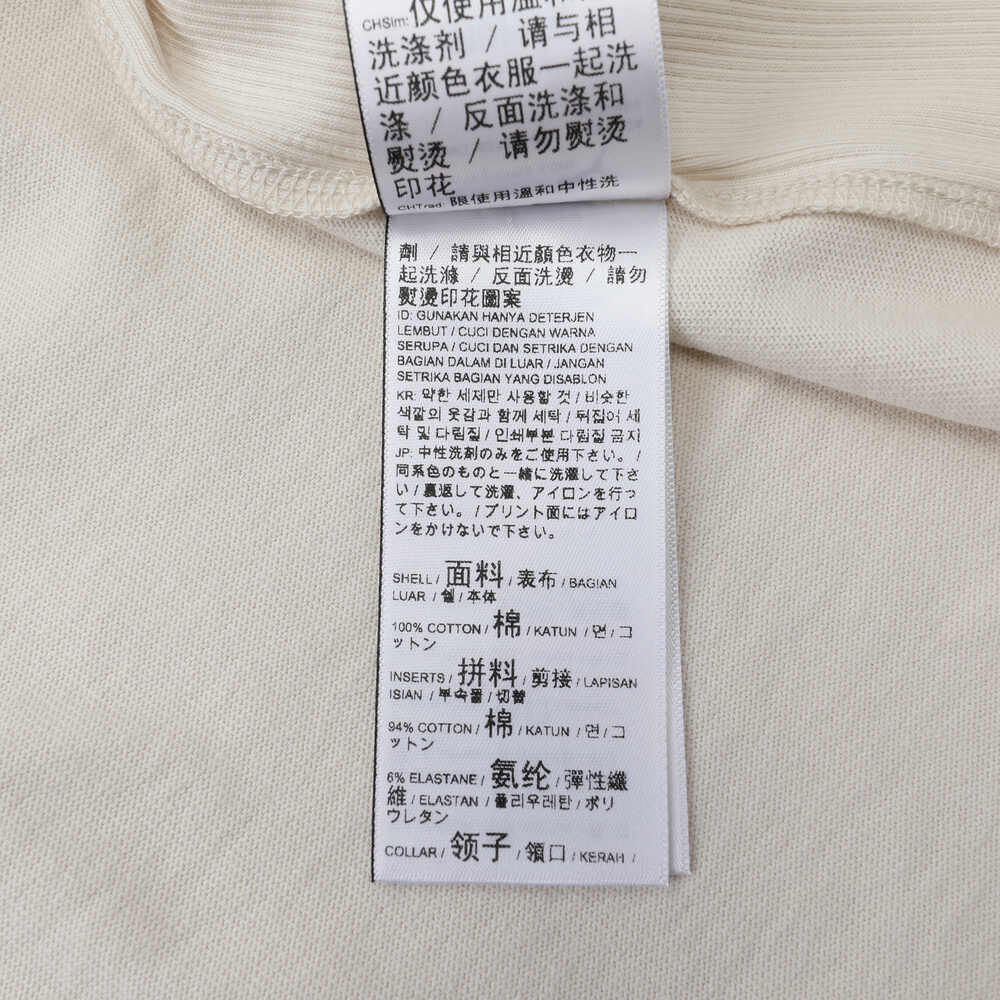 CHSim: 仅使用温和
洗涤剂 / 请与相
近颜色衣服一起洗
涤 / 反面洗涤和
熨烫 / 请勿熨烫
印花
CHTrad: 限使用溫和中性洗
劑 / 請與相近顏色衣物一
起洗滌 / 反面洗燙 / 請勿
熨燙印花圖案
ID: GUNAKAN HANYA DETERJEN
LEMBUT / CUCI DENGAN WARNA
SERUPA / CUCI DAN SETRIKA DENGAN
BAGIAN DALAM DI LUAR / JANGAN
SETRIKA BAGIAN YANG DISABLON
KR: 약한 세제만 사용할 것 / 비슷한
색깔의 옷감과 함께 세탁 / 뒤집어 세
탁 및 다림질 / 인쇄부분 다림질 금지
JP: 中性洗剤のみをご使用下さい。 /
同系色のものと一緒に洗濯して下さ
い / 裏返して洗濯、アイロンを行っ
て下さい。 / プリント面にはアイロ
ンをかけないで下さい。
SHELL / 面料 / 表布 / BAGIAN
LUAR / 쉘 / 本体
100% COTTON / 棉 / KATUN / 면 / コ
ットン
INSERTS / 拼料 / 剪接 / LAPISAN
ISIAN / 부속물 / 切替
94% COTTON / 棉 / KATUN / 면 / コ
ットン
6% ELASTANE / 氨纶 / 彈性纖
維 / ELASTAN / 폴리우레탄 / ポリ
ウレタン
COLLAR / 领子 / 領口 / KERAH /